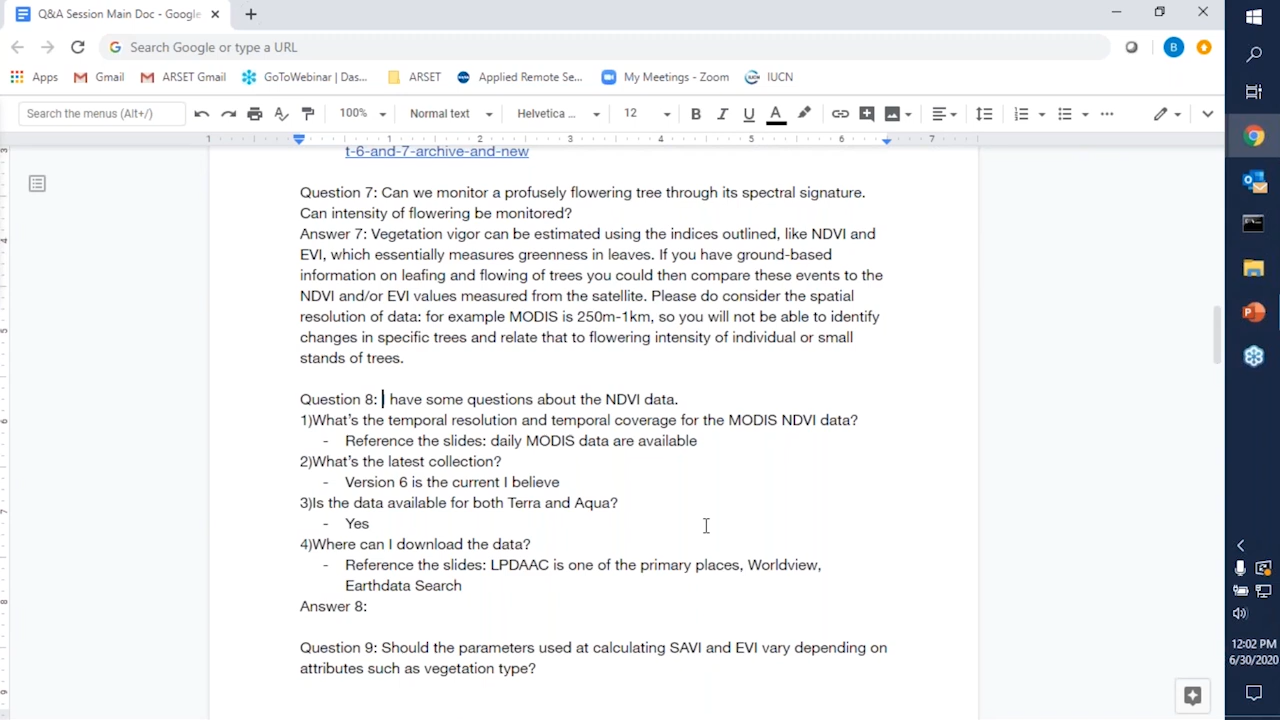 Q&A Session Main Doc - Google
Search Google or type a URL
B
Apps
Gmail
ARSET Gmail
GoToWebinar | Das...
ARSET
Applied Remote Se...
My Meetings - Zoom
IUCN
Search the menus (Alt+/)
100%
Normal text
Helvetica ...
12
B I U A
1 1 2 3 4 5 6 7
t-6-and-7-archive-and-new
Question 7: Can we monitor a profusely flowering tree through its spectral signature.
Can intensity of flowering be monitored?
Answer 7: Vegetation vigor can be estimated using the indices outlined, like NDVI and
EVI, which essentially measures greenness in leaves. If you have ground-based
information on leafing and flowing of trees you could then compare these events to the
NDVI and/or EVI values measured from the satellite. Please do consider the spatial
resolution of data: for example MODIS is 250m-1km, so you will not be able to identify
changes in specific trees and relate that to flowering intensity of individual or small
stands of trees.
Question 8: I have some questions about the NDVI data.
1)What's the temporal resolution and temporal coverage for the MODIS NDVI data?
- Reference the slides: daily MODIS data are available
2)What's the latest collection?
- Version 6 is the current I believe
3)Is the data available for both Terra and Aqua?
- Yes
4)Where can I download the data?
- Reference the slides: LPDAAC is one of the primary places, Worldview,
Earthdata Search
Answer 8:
Question 9: Should the parameters used at calculating SAVI and EVI vary depending on
attributes such as vegetation type?
12:02 PM
6/30/2020